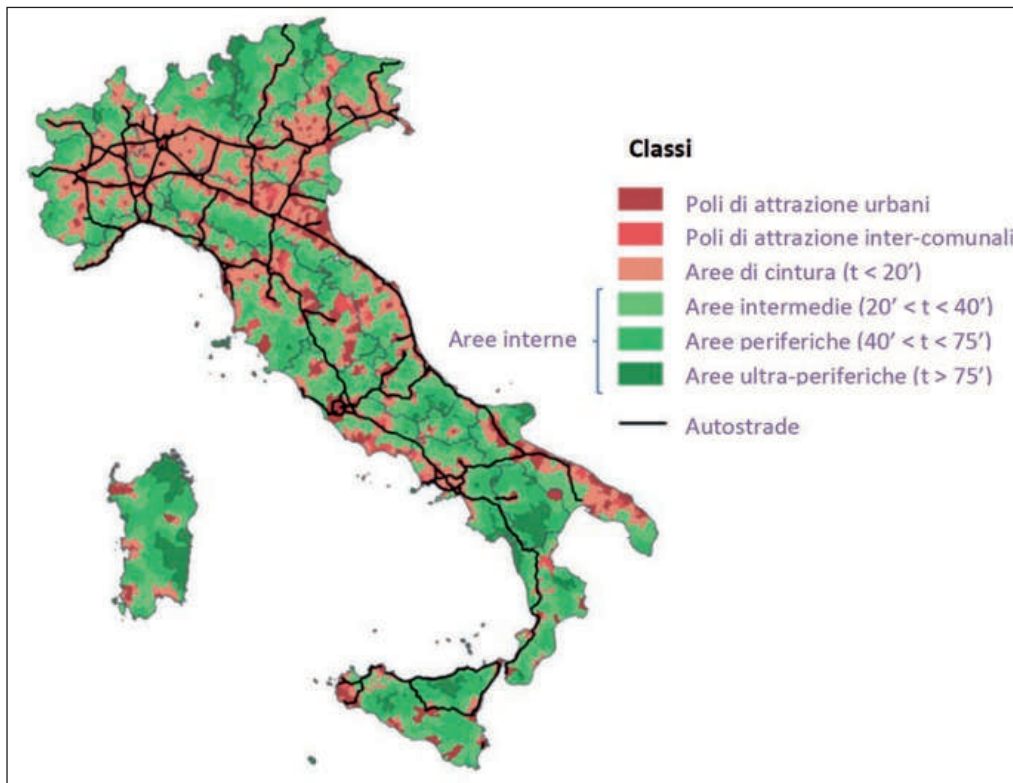 Classi
Poli di attrazione urbani
Poli di attrazione inter-comunali
Aree di cintura (t < 20’)
Aree intermedie (20’ < t < 40’)
Aree interne
Aree periferiche (40’ < t < 75’)
Aree ultra-periferiche (t > 75’)
Autostrade